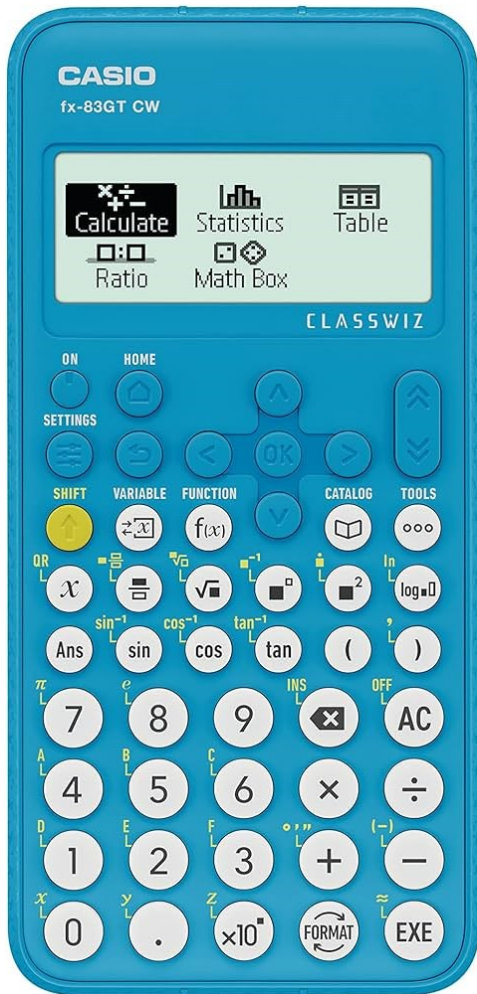 CASIO
fx-83GT CW
Calculate Statistics Table
Ratio Math Box
CLASSWIZ
ON HOME
SETTINGS
OK
SHIFT VARIABLE FUNCTION CATALOG TOOLS
x f(x)
QR ■⁻¹ ln
x √ ■² log
sin⁻¹ cos⁻¹ tan⁻¹ ,
Ans sin cos tan ( )
π e INS OFF
7 8 9 AC
A B C
4 5 6 × ÷
D E F ° ’ ” (−)
1 2 3 + −
x y z ≈
0 . ×10■ FORMAT EXE